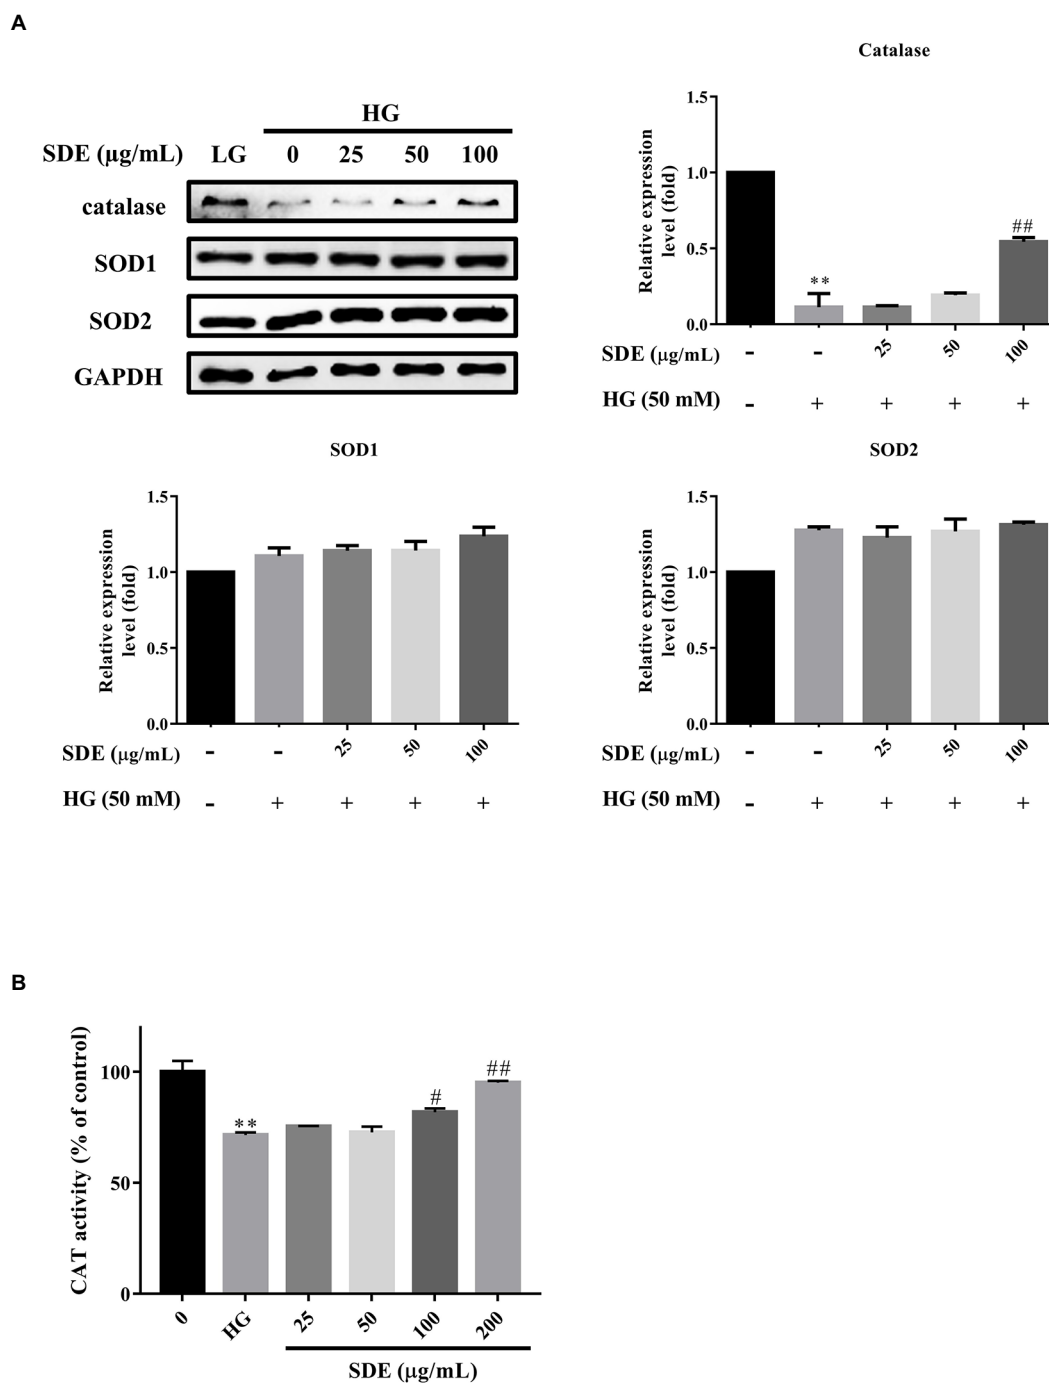 A
HG
SDE (µg/mL) LG 0 25 50 100
catalase
SOD1
SOD2
GAPDH
Catalase
Relative expression
level (fold)
1.5
1.0
0.5
0.0
**
##
SDE (µg/mL) - - 25 50 100
HG (50 mM) - + + + +
SOD1
Relative expression
level (fold)
1.5
1.0
0.5
0.0
SDE (µg/mL) - - 25 50 100
HG (50 mM) - + + + +
SOD2
Relative expression
level (fold)
1.5
1.0
0.5
0.0
SDE (µg/mL) - - 25 50 100
HG (50 mM) - + + + +
B
CAT activity (% of control)
100
50
0
**
#
##
0 HG 25 50 100 200
SDE (µg/mL)